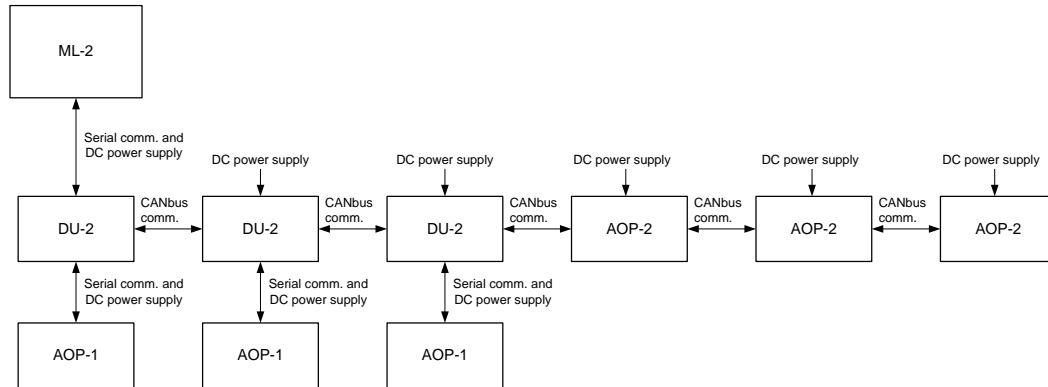 ML-2
Serial comm. and
DC power supply
DC power supply
DC power supply
DC power supply
DC power supply
DC power supply
DU-2
CANbus
comm.
DU-2
CANbus
comm.
DU-2
CANbus
comm.
AOP-2
CANbus
comm.
AOP-2
CANbus
comm.
AOP-2
Serial comm. and
DC power supply
Serial comm. and
DC power supply
Serial comm. and
DC power supply
AOP-1
AOP-1
AOP-1